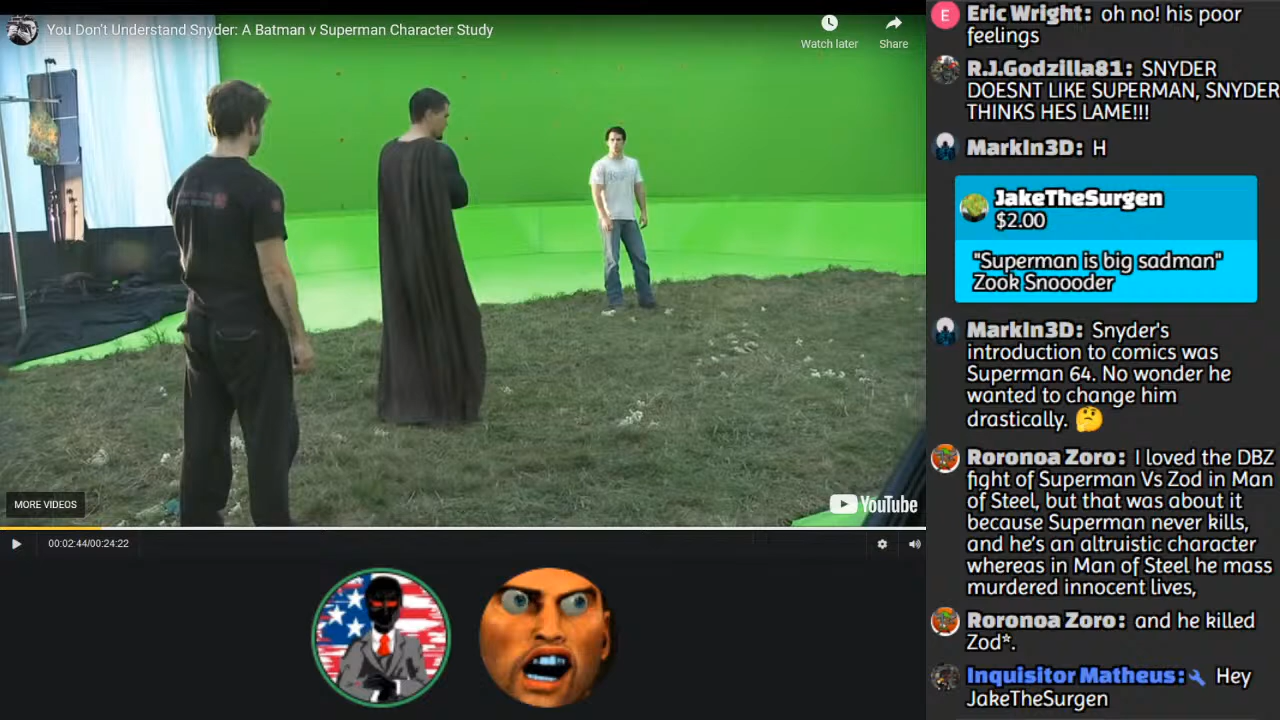 You Don't Understand Snyder: A Batman v Superman Character Study
Watch later
Share
MORE VIDEOS
YouTube
00:02:44/00:24:22
E
Eric Wright: oh no! his poor
feelings
R.J.Godzilla81: SNYDER
DOESNT LIKE SUPERMAN, SNYDER
THINKS HES LAME!!!
MarkIn3D: H
JakeTheSurgen
$2.00
"Superman is big sadman"
Zook Snoooder
MarkIn3D: Snyder's
introduction to comics was
Superman 64. No wonder he
wanted to change him
drastically. 🤔
Roronoa Zoro: I loved the DBZ
fight of Superman Vs Zod in Man
of Steel, but that was about it
because Superman never kills,
and he's an altruistic character
whereas in Man of Steel he mass
murdered innocent lives,
Roronoa Zoro: and he killed
Zod*.
Inquisitor Matheus: Hey
JakeTheSurgen